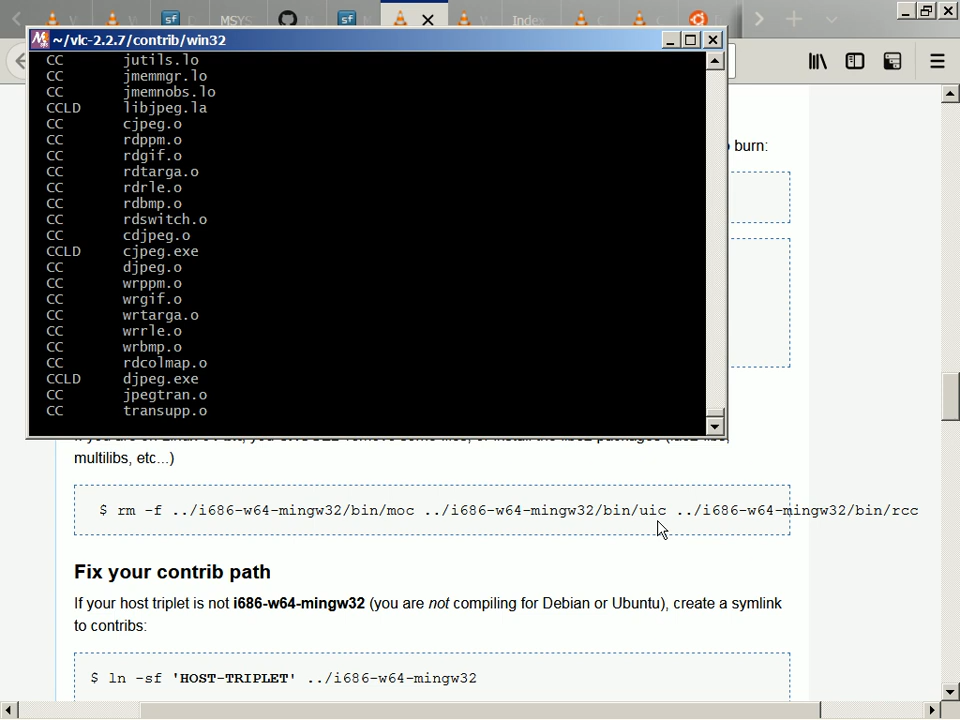 MSYS
Index
~/vlc-2.2.7/contrib/win32
CC jutils.lo
CC jmemmgr.lo
CC jmemnobs.lo
CCLD libjpeg.la
CC cjpeg.o
CC rdppm.o
CC rdgif.o
CC rdtarga.o
CC rdrle.o
CC rdbmp.o
CC rdswitch.o
CC cdjpeg.o
CCLD cjpeg.exe
CC djpeg.o
CC wrppm.o
CC wrgif.o
CC wrtarga.o
CC wrrle.o
CC wrbmp.o
CC rdcolmap.o
CCLD djpeg.exe
CC jpegtran.o
CC transupp.o
burn:
multilibs, etc...)
$ rm -f ../i686-w64-mingw32/bin/moc ../i686-w64-mingw32/bin/uic ../i686-w64-mingw32/bin/rcc
Fix your contrib path
If your host triplet is not i686-w64-mingw32 (you are not compiling for Debian or Ubuntu), create a symlink
to contribs:
$ ln -sf 'HOST-TRIPLET' ../i686-w64-mingw32